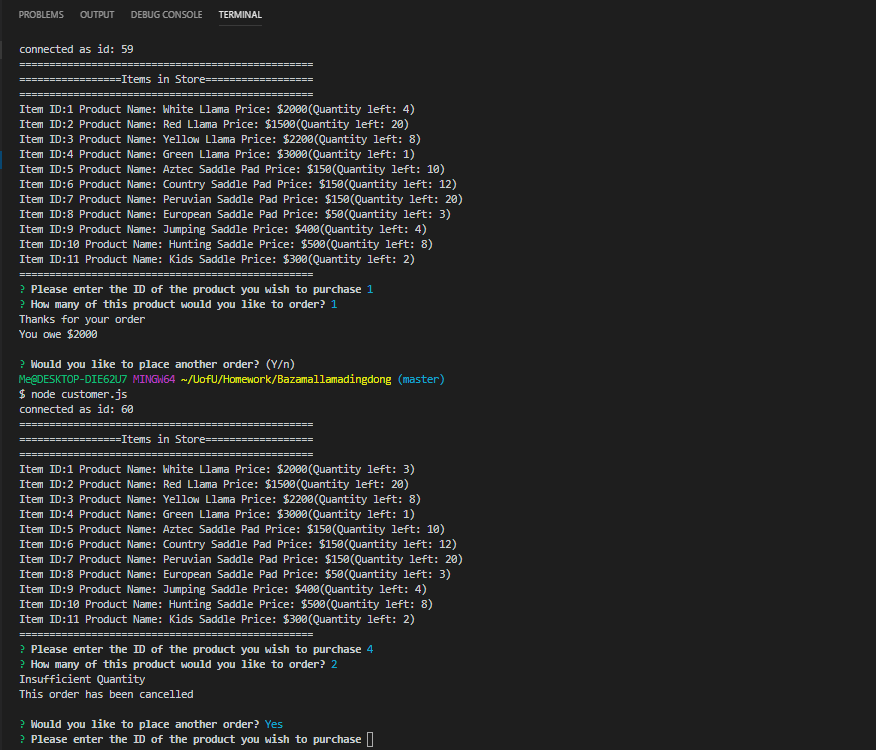 PROBLEMS OUTPUT DEBUG CONSOLE TERMINAL
connected as id: 59
=================================================
=================Items in Store==================
=================================================
Item ID:1 Product Name: White Llama Price: $2000(Quantity left: 4)
Item ID:2 Product Name: Red Llama Price: $1500(Quantity left: 20)
Item ID:3 Product Name: Yellow Llama Price: $2200(Quantity left: 8)
Item ID:4 Product Name: Green Llama Price: $3000(Quantity left: 1)
Item ID:5 Product Name: Aztec Saddle Pad Price: $150(Quantity left: 10)
Item ID:6 Product Name: Country Saddle Pad Price: $150(Quantity left: 12)
Item ID:7 Product Name: Peruvian Saddle Pad Price: $150(Quantity left: 20)
Item ID:8 Product Name: European Saddle Pad Price: $50(Quantity left: 3)
Item ID:9 Product Name: Jumping Saddle Price: $400(Quantity left: 4)
Item ID:10 Product Name: Hunting Saddle Price: $500(Quantity left: 8)
Item ID:11 Product Name: Kids Saddle Price: $300(Quantity left: 2)
=================================================
? Please enter the ID of the product you wish to purchase 1
? How many of this product would you like to order? 1
Thanks for your order
You owe $2000
? Would you like to place another order? (Y/n)
Me@DESKTOP-DIE62U7 MINGW64 ~/UofU/Homework/Bazamallamadingdong (master)
$ node customer.js
connected as id: 60
=================================================
=================Items in Store==================
=================================================
Item ID:1 Product Name: White Llama Price: $2000(Quantity left: 3)
Item ID:2 Product Name: Red Llama Price: $1500(Quantity left: 20)
Item ID:3 Product Name: Yellow Llama Price: $2200(Quantity left: 8)
Item ID:4 Product Name: Green Llama Price: $3000(Quantity left: 1)
Item ID:5 Product Name: Aztec Saddle Pad Price: $150(Quantity left: 10)
Item ID:6 Product Name: Country Saddle Pad Price: $150(Quantity left: 12)
Item ID:7 Product Name: Peruvian Saddle Pad Price: $150(Quantity left: 20)
Item ID:8 Product Name: European Saddle Pad Price: $50(Quantity left: 3)
Item ID:9 Product Name: Jumping Saddle Price: $400(Quantity left: 4)
Item ID:10 Product Name: Hunting Saddle Price: $500(Quantity left: 8)
Item ID:11 Product Name: Kids Saddle Price: $300(Quantity left: 2)
=================================================
? Please enter the ID of the product you wish to purchase 4
? How many of this product would you like to order? 2
Insufficient Quantity
This order has been cancelled
? Would you like to place another order? Yes
? Please enter the ID of the product you wish to purchase